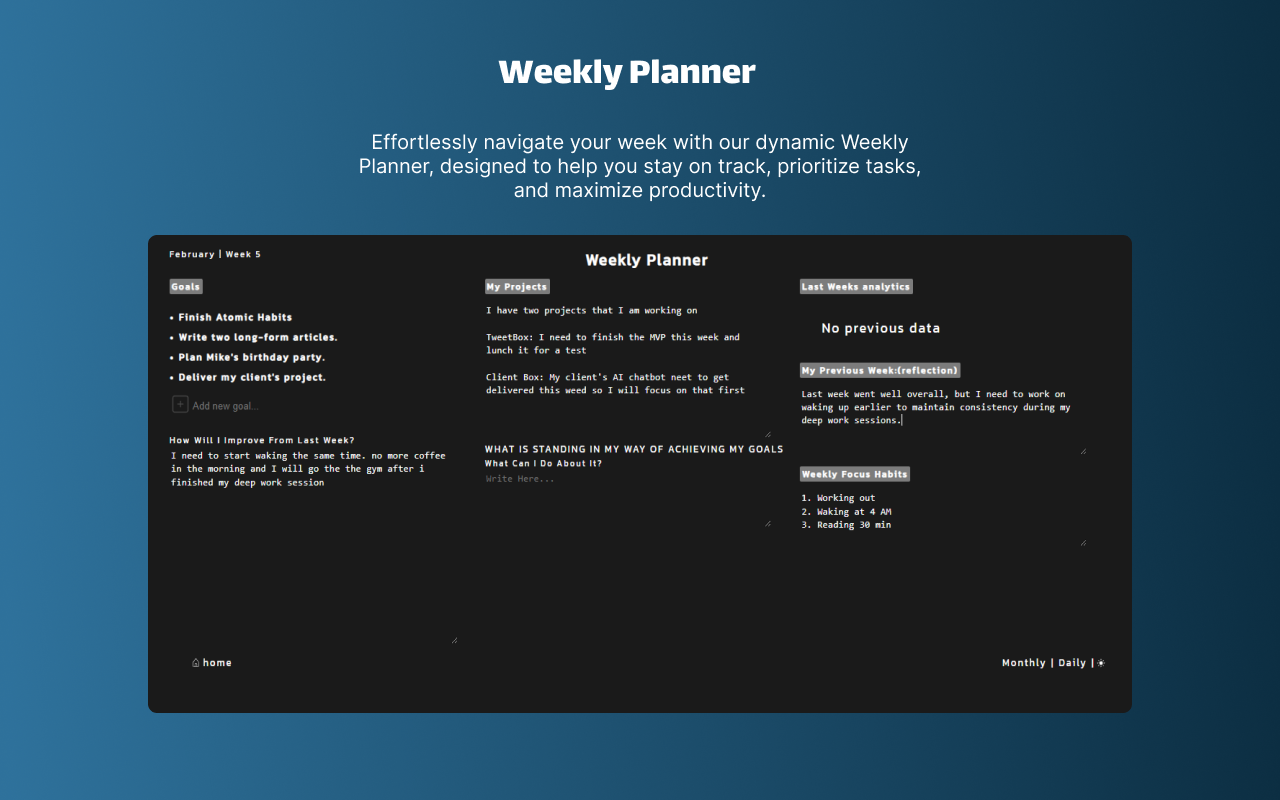 Weekly Planner
Effortlessly navigate your week with our dynamic Weekly
Planner, designed to help you stay on track, prioritize tasks,
and maximize productivity.
February | Week 5
Weekly Planner
Goals
• Finish Atomic Habits
• Write two long-form articles.
• Plan Mike's birthday party.
• Deliver my client's project.
+ Add new goal...
How Will I Improve From Last Week?
I need to start waking the same time. no more coffee
in the morning and I will go the the gym after i
finished my deep work session
My Projects
I have two projects that I am working on
TweetBox: I need to finish the MVP this week and
lunch it for a test
Client Box: My client's AI chatbot neet to get
delivered this weed so I will focus on that first
WHAT IS STANDING IN MY WAY OF ACHIEVING MY GOALS
What Can I Do About It?
Write Here...
Last Weeks analytics
No previous data
My Previous Week:(reflection)
Last week went well overall, but I need to work on
waking up earlier to maintain consistency during my
deep work sessions.
Weekly Focus Habits
1. Working out
2. Waking at 4 AM
3. Reading 30 min
home
Monthly | Daily |